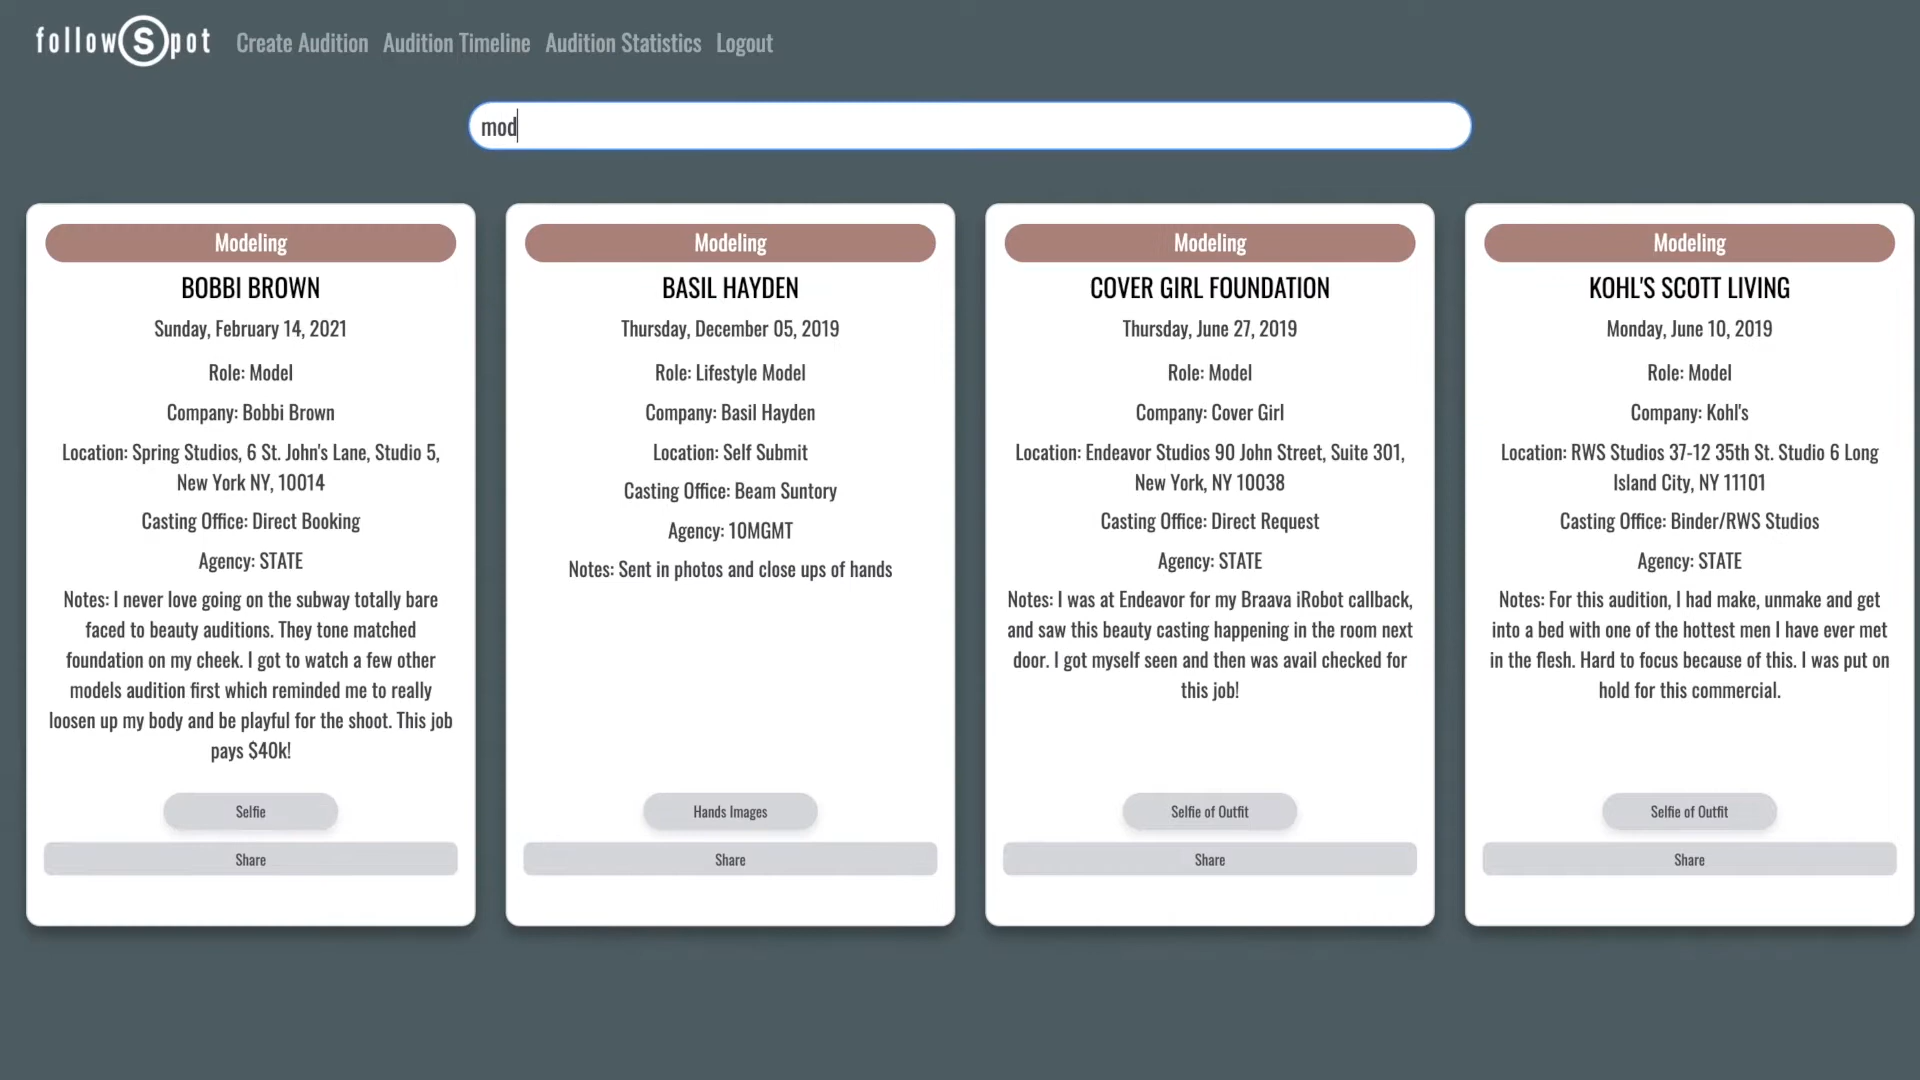 followSpot Create Audition Audition Timeline Audition Statistics Logout
mod
Modeling
BOBBI BROWN
Sunday, February 14, 2021
Role: Model
Company: Bobbi Brown
Location: Spring Studios, 6 St. John's Lane, Studio 5,
New York NY, 10014
Casting Office: Direct Booking
Agency: STATE
Notes: I never love going on the subway totally bare
faced to beauty auditions. They tone matched
foundation on my cheek. I got to watch a few other
models audition first which reminded me to really
loosen up my body and be playful for the shoot. This job
pays $40k!
Selfie
Share
Modeling
BASIL HAYDEN
Thursday, December 05, 2019
Role: Lifestyle Model
Company: Basil Hayden
Location: Self Submit
Casting Office: Beam Suntory
Agency: 10MGMT
Notes: Sent in photos and close ups of hands
Hands Images
Share
Modeling
COVER GIRL FOUNDATION
Thursday, June 27, 2019
Role: Model
Company: Cover Girl
Location: Endeavor Studios 90 John Street, Suite 301,
New York, NY 10038
Casting Office: Direct Request
Agency: STATE
Notes: I was at Endeavor for my Braava iRobot callback,
and saw this beauty casting happening in the room next
door. I got myself seen and then was avail checked for
this job!
Selfie of Outfit
Share
Modeling
KOHL'S SCOTT LIVING
Monday, June 10, 2019
Role: Model
Company: Kohl's
Location: RWS Studios 37-12 35th St. Studio 6 Long
Island City, NY 11101
Casting Office: Binder/RWS Studios
Agency: STATE
Notes: For this audition, I had make, unmake and get
into a bed with one of the hottest men I have ever met
in the flesh. Hard to focus because of this. I was put on
hold for this commercial.
Selfie of Outfit
Share